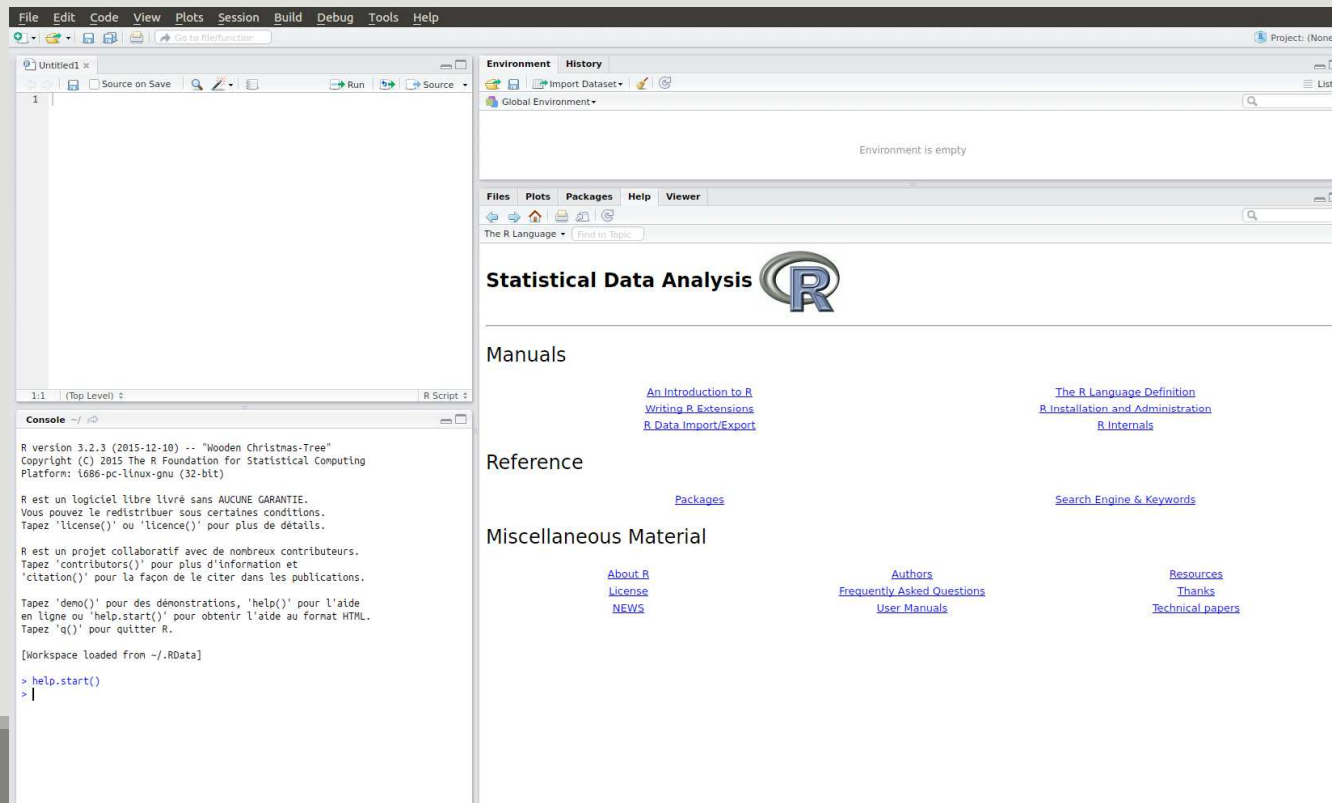 File Edit Code View Plots Session Build Debug Tools Help
Go to file/function
Project: (None
Untitled1
Source on Save
Run
Source
1
1:1 (Top Level)
R Script
Console ~/
R version 3.2.3 (2015-12-10) -- "Wooden Christmas-Tree"
Copyright (C) 2015 The R Foundation for Statistical Computing
Platform: i686-pc-linux-gnu (32-bit)
R est un logiciel libre livré sans AUCUNE GARANTIE.
Vous pouvez le redistribuer sous certaines conditions.
Tapez 'license()' ou 'licence()' pour plus de détails.
R est un projet collaboratif avec de nombreux contributeurs.
Tapez 'contributors()' pour plus d'information et
'citation()' pour la façon de le citer dans les publications.
Tapez 'demo()' pour des démonstrations, 'help()' pour l'aide
en ligne ou 'help.start()' pour obtenir l'aide au format HTML.
Tapez 'q()' pour quitter R.
[Workspace loaded from ~/.RData]
> help.start()
>
Environment History
Import Dataset
List
Global Environment
Environment is empty
Files Plots Packages Help Viewer
The R Language Find in Topic
Statistical Data Analysis R
Manuals
An Introduction to R The R Language Definition
Writing R Extensions R Installation and Administration
R Data Import/Export R Internals
Reference
Packages Search Engine & Keywords
Miscellaneous Material
About R Authors Resources
License Frequently Asked Questions Thanks
NEWS User Manuals Technical papers